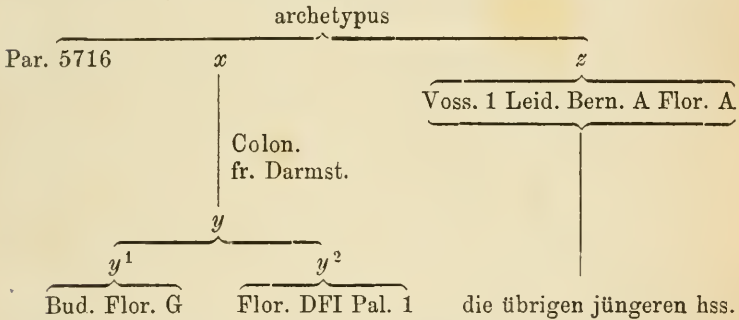 archetypus
Par. 5716 x z
Voss. 1 Leid. Bern. A Flor. A
Colon.
fr. Darmst.
y
y¹ y²
Bud. Flor. G Flor. DFI Pal. 1 die übrigen jüngeren hss.